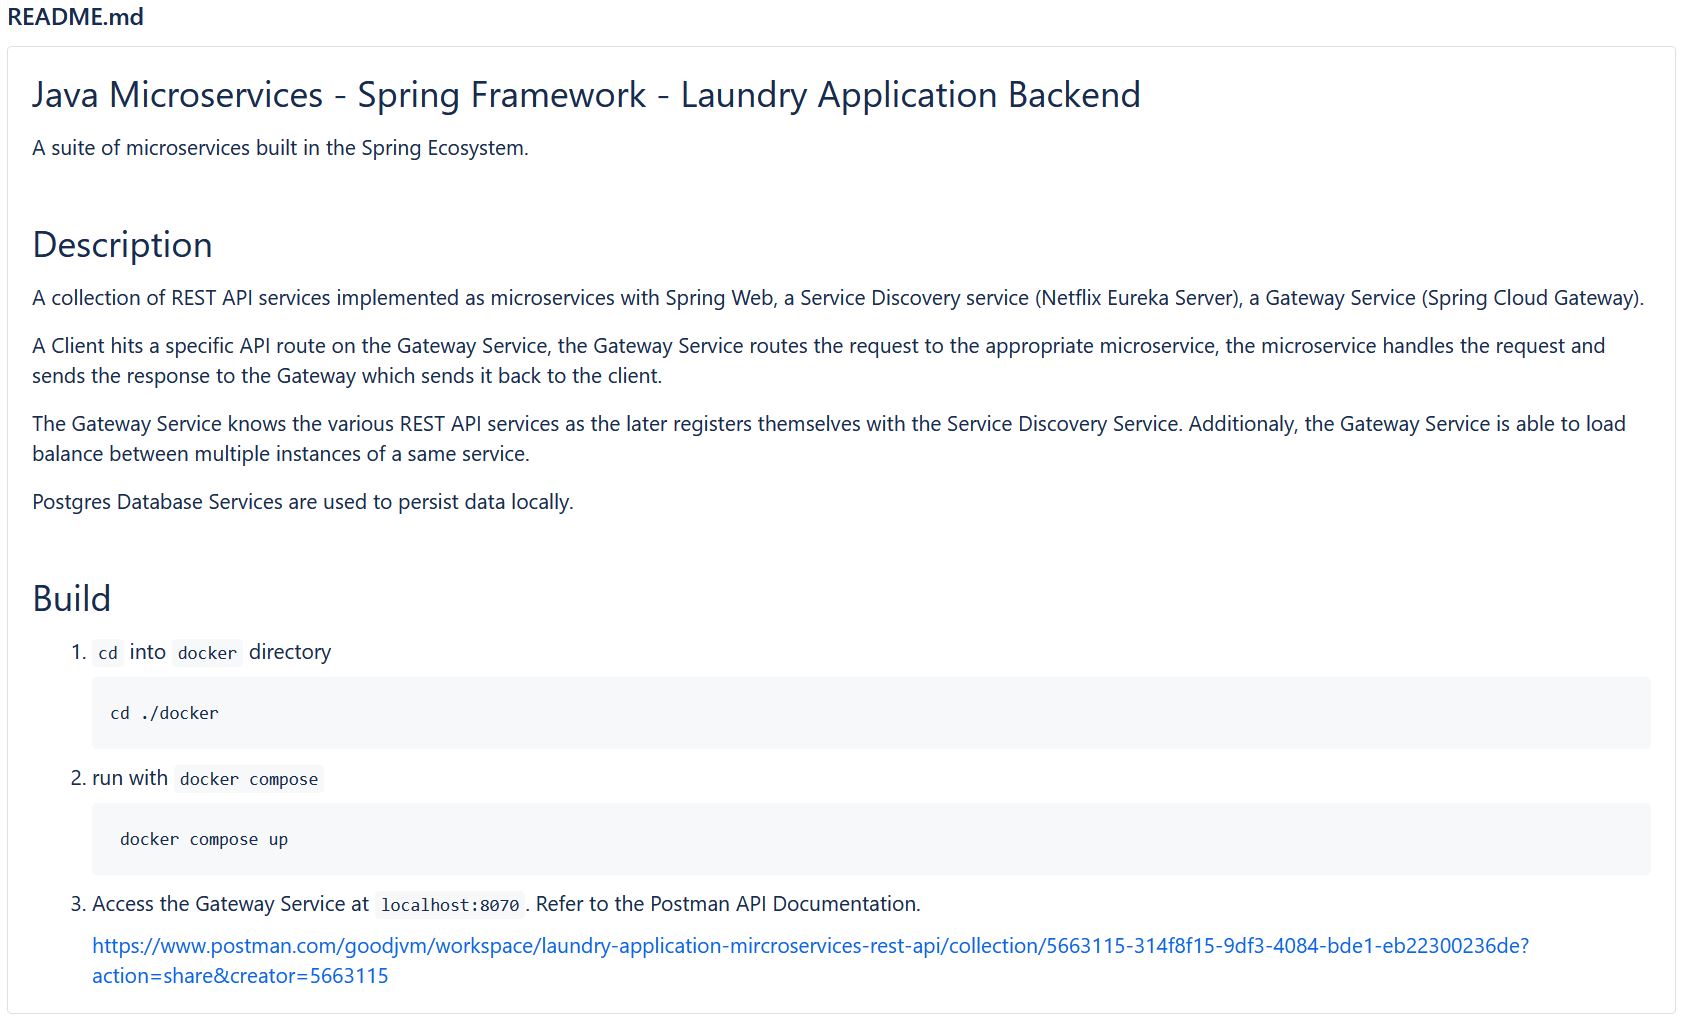 README.md
Java Microservices - Spring Framework - Laundry Application Backend
A suite of microservices built in the Spring Ecosystem.
Description
A collection of REST API services implemented as microservices with Spring Web, a Service Discovery service (Netflix Eureka Server), a Gateway Service (Spring Cloud Gateway).
A Client hits a specific API route on the Gateway Service, the Gateway Service routes the request to the appropriate microservice, the microservice handles the request and
sends the response to the Gateway which sends it back to the client.
The Gateway Service knows the various REST API services as the later registers themselves with the Service Discovery Service. Additionaly, the Gateway Service is able to load
balance between multiple instances of a same service.
Postgres Database Services are used to persist data locally.
Build
1. cd into docker directory
cd ./docker
2. run with docker compose
docker compose up
3. Access the Gateway Service at localhost:8070. Refer to the Postman API Documentation.
https://www.postman.com/goodjvm/workspace/laundry-application-mircroservices-rest-api/collection/5663115-314f8f15-9df3-4084-bde1-eb22300236de?
action=share&creator=5663115